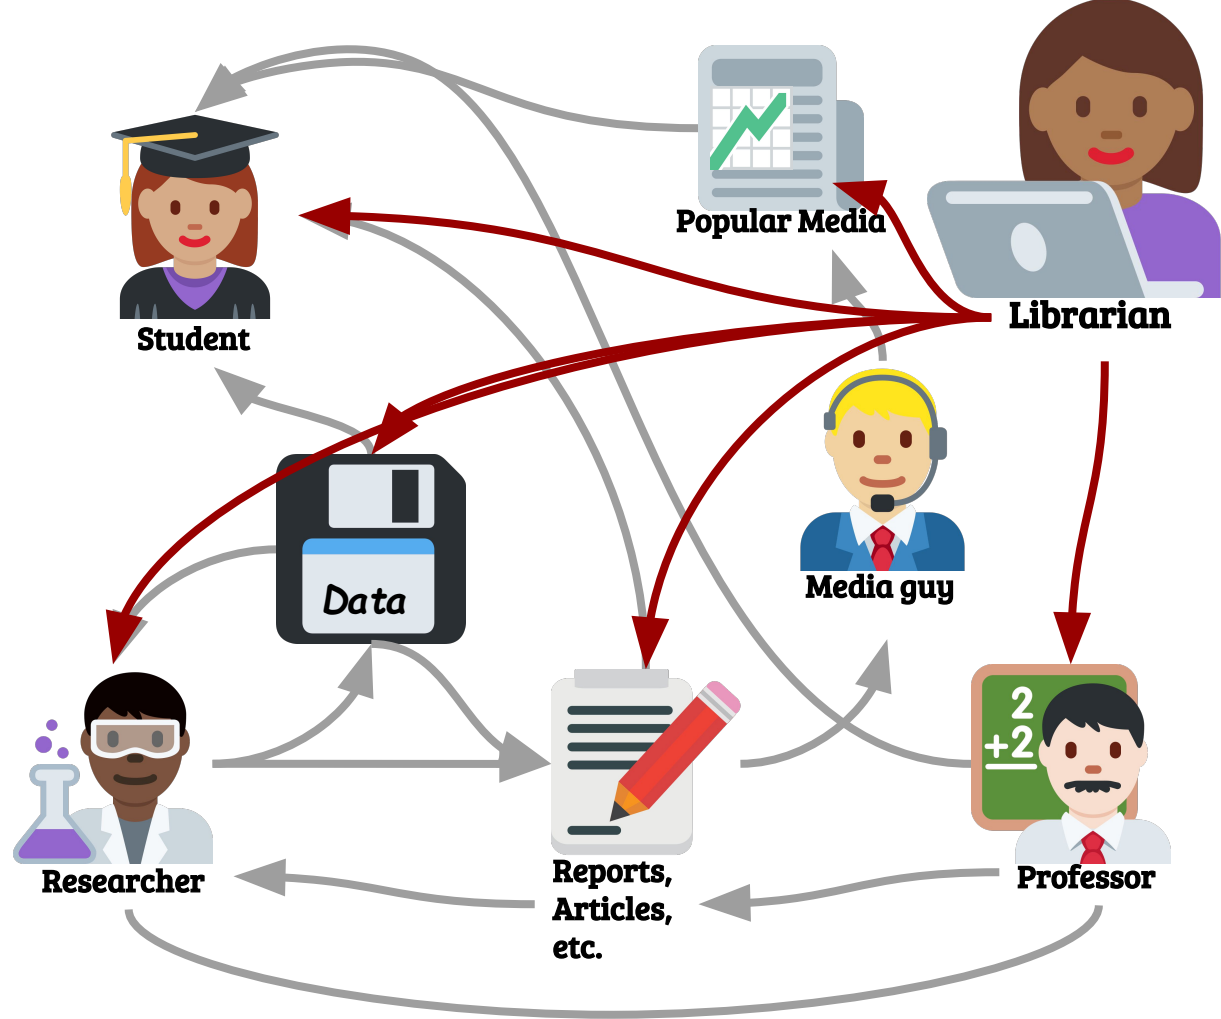 Popular Media
Librarian
Student
Data
Media guy
2
+2
Researcher
Reports,
Articles,
etc.
Professor